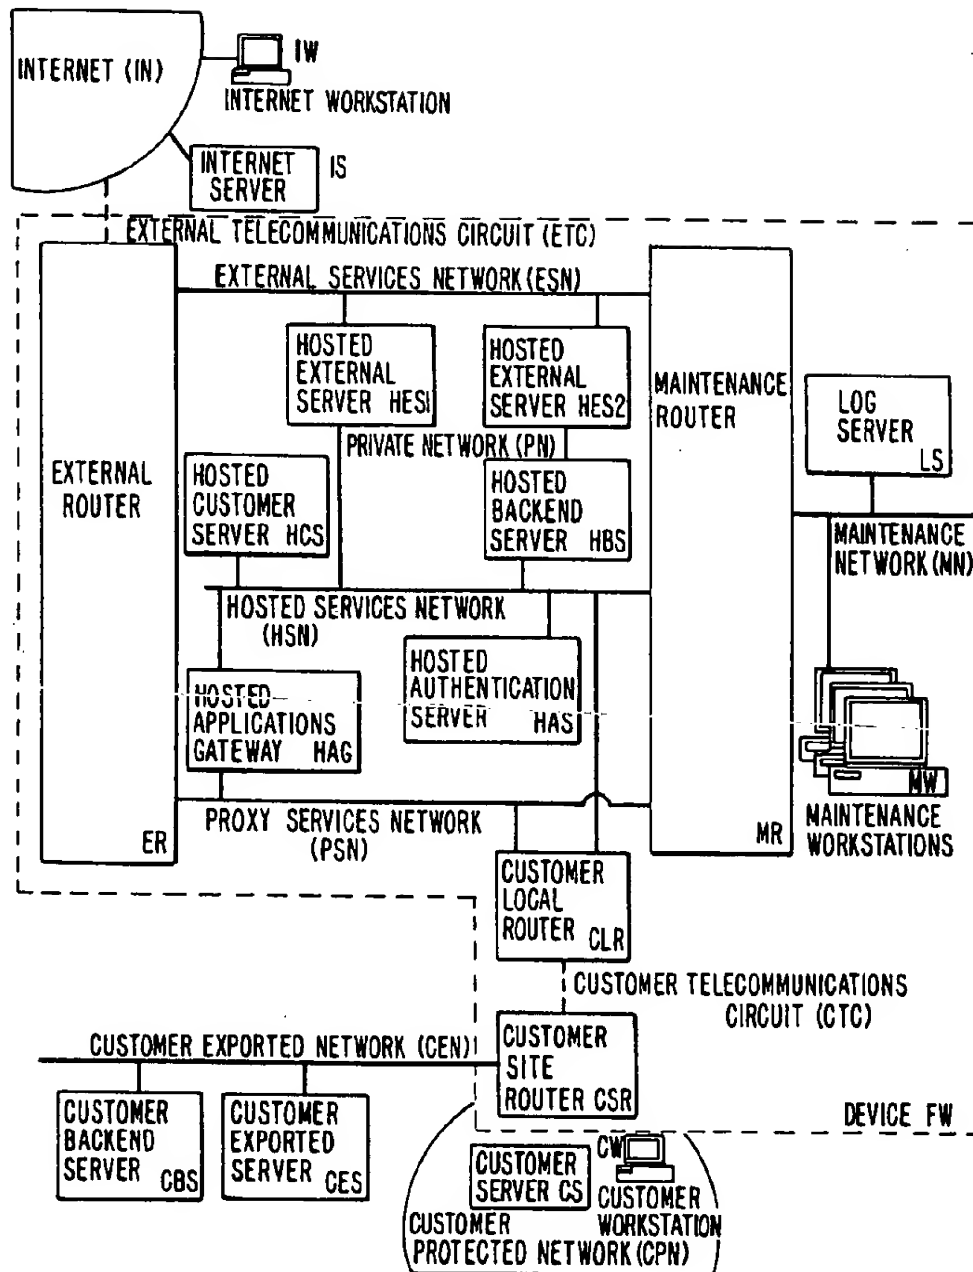 INTERNET (IN)
IW
INTERNET WORKSTATION
INTERNET
SERVER
IS
EXTERNAL TELECOMMUNICATIONS CIRCUIT (ETC)
EXTERNAL SERVICES NETWORK (ESN)
HOSTED
EXTERNAL
SERVER HES1
HOSTED
EXTERNAL
SERVER HES2
MAINTENANCE
ROUTER
LOG
SERVER
LS
PRIVATE NETWORK (PN)
EXTERNAL
ROUTER
HOSTED
CUSTOMER
SERVER HCS
HOSTED
BACKEND
SERVER HBS
MAINTENANCE
NETWORK (MN)
HOSTED SERVICES NETWORK
(HSN)
HOSTED
APPLICATIONS
GATEWAY HAG
HOSTED
AUTHENTICATION
SERVER HAS
MW
MAINTENANCE
WORKSTATIONS
PROXY SERVICES NETWORK
(PSN)
ER
MR
CUSTOMER
LOCAL
ROUTER CLR
CUSTOMER TELECOMMUNICATIONS
CIRCUIT (CTC)
CUSTOMER EXPORTED NETWORK (CEN)
CUSTOMER
SITE
ROUTER CSR
CUSTOMER
BACKEND
SERVER
CBS
CUSTOMER
EXPORTED
SERVER
CES
DEVICE FW
CUSTOMER
SERVER CS
CW
CUSTOMER
WORKSTATION
CUSTOMER
PROTECTED NETWORK (CPN)